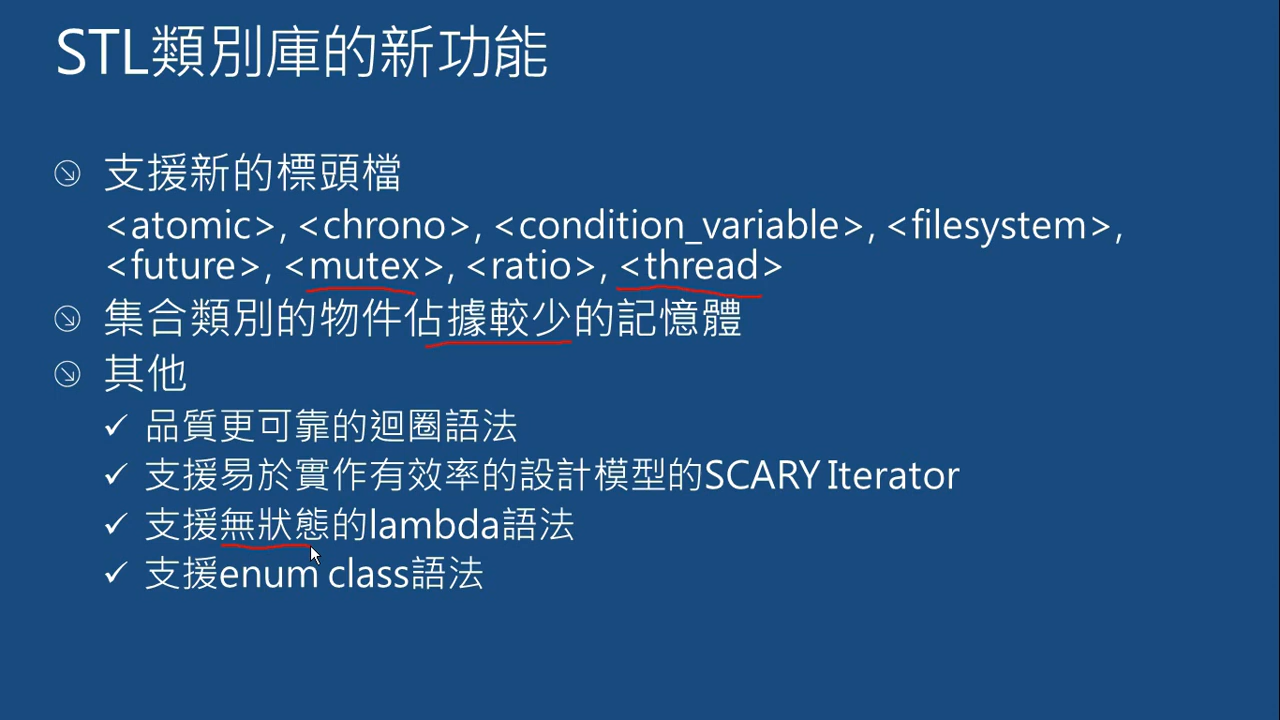 STL類別庫的新功能
支援新的標頭檔
<atomic>, <chrono>, <condition_variable>, <filesystem>,
<future>, <mutex>, <ratio>, <thread>
集合類別的物件佔據較少的記憶體
其他
品質更可靠的迴圈語法
支援易於實作有效率的設計模型的SCARY Iterator
支援無狀態的lambda語法
支援enum class語法